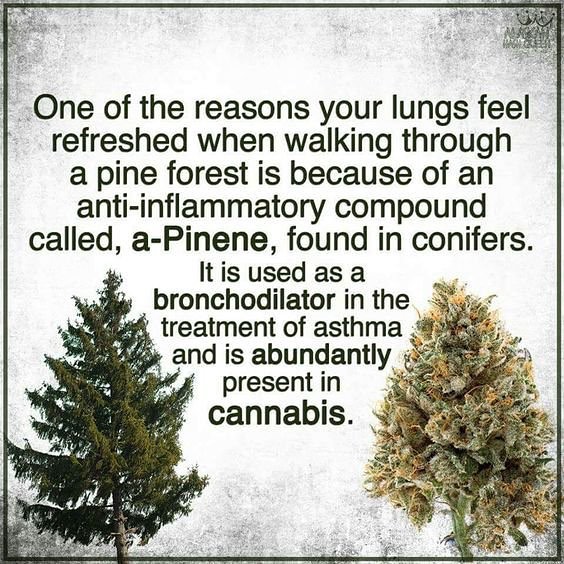 One of the reasons your lungs feel
refreshed when walking through
a pine forest is because of an
anti-inflammatory compound
called, a-Pinene, found in conifers.
It is used as a
bronchodilator in the
treatment of asthma
and is abundantly
present in
cannabis.